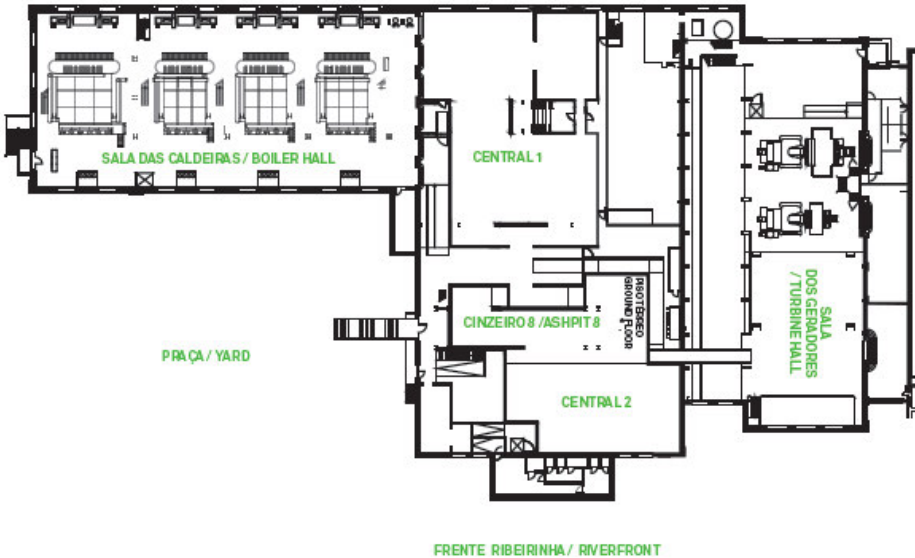 SALA DAS CALDEIRAS / BOILER HALL
CENTRAL 1
PISO TÉRREO
GROUND FLOOR
CINZEIRO 8 / ASHPIT 8
SALA
DOS GERADORES
/ TURBINE HALL
PRAÇA / YARD
CENTRAL 2
FRENTE RIBEIRINHA / RIVERFRONT